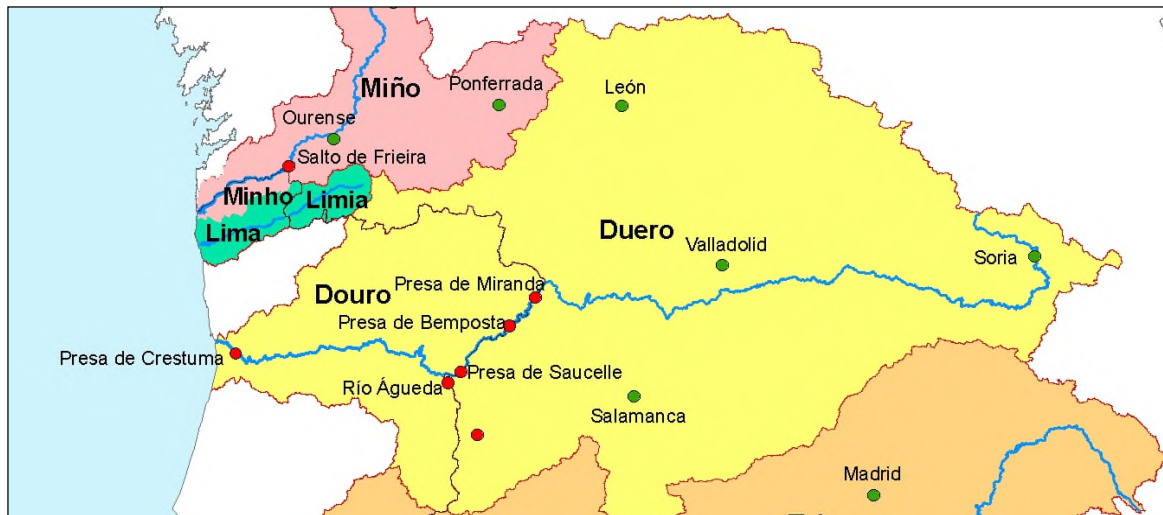 Miño
Ponferrada
León
Ourense
Salto de Frieira
Minho
Limia
Lima
Duero
Valladolid
Soria
Presa de Miranda
Douro
Presa de Bemposta
Presa de Crestuma
Presa de Saucelle
Río Águeda
Salamanca
Madrid